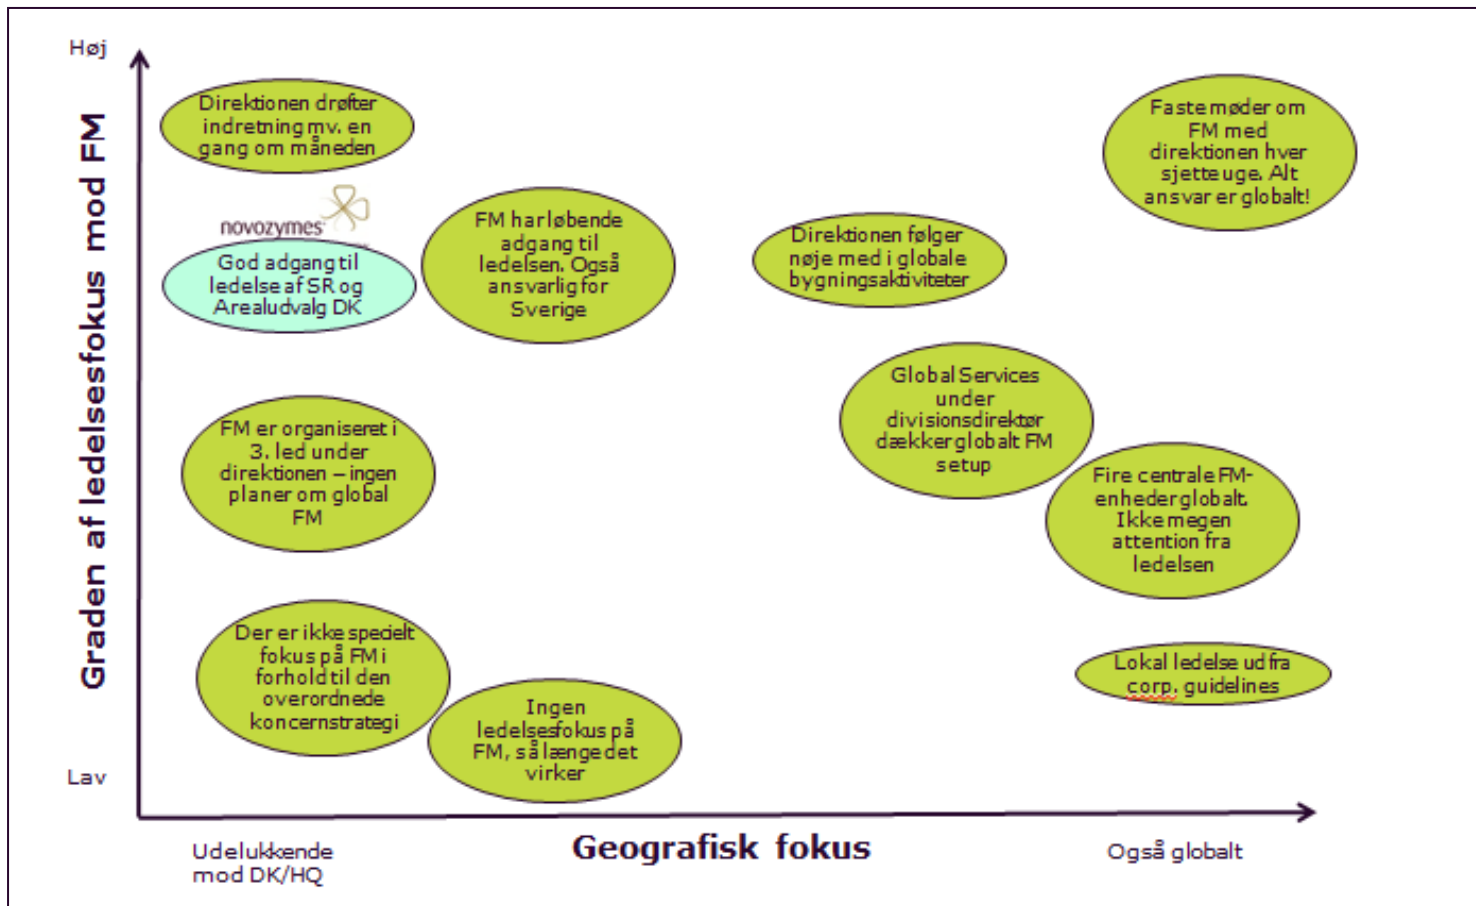 Høj
Graden af ledelsesfokus mod FM
Direktionen drøfter
indretning mv. en
gang om måneden
novozymes
God adgang til
ledelse af SR og
Arealudvalg DK
FM har løbende
adgang til
ledelsen. Også
ansvarlig for
Sverige
Direktionen følger
nøje med i globale
bygningsaktiviteter
Faste møder om
FM med
direktionen hver
sjette uge. Alt
ansvar er globalt!
FM er organiseret i
3. led under
direktionen – ingen
planer om global
FM
Global Services
under
divisionsdirektør
dækker globalt FM
setup
Fire centrale FM-
enheder globalt.
Ikke megen
attention fra
ledelsen
Der er ikke specielt
fokus på FM i
forhold til den
overordnede
koncernstrategi
Ingen
ledelsesfokus på
FM, så længe det
virker
Lokal ledelse ud fra
corp. guidelines
Lav
Udelukkende
mod DK/HQ
Geografisk fokus
Også globalt